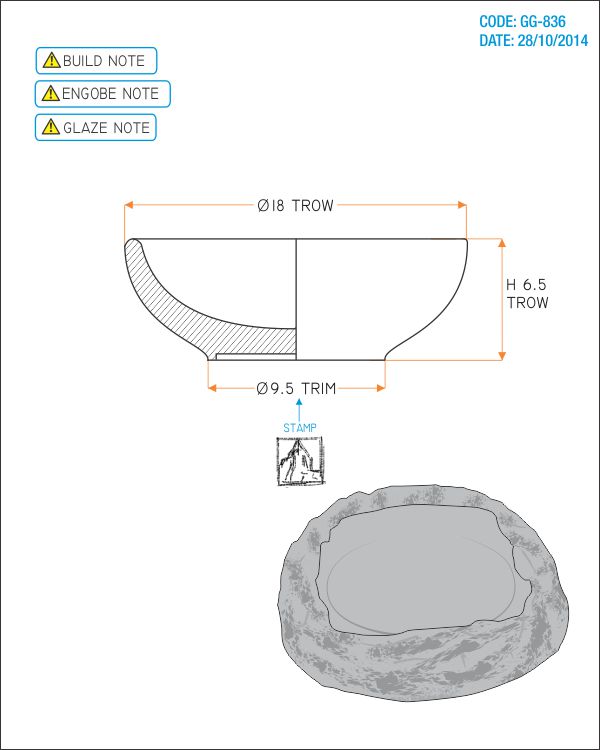 CODE: GG-836
DATE: 28/10/2014
BUILD NOTE
ENGOBE NOTE
GLAZE NOTE
Ø18 TROW
H 6.5
TROW
Ø9.5 TRIM
STAMP